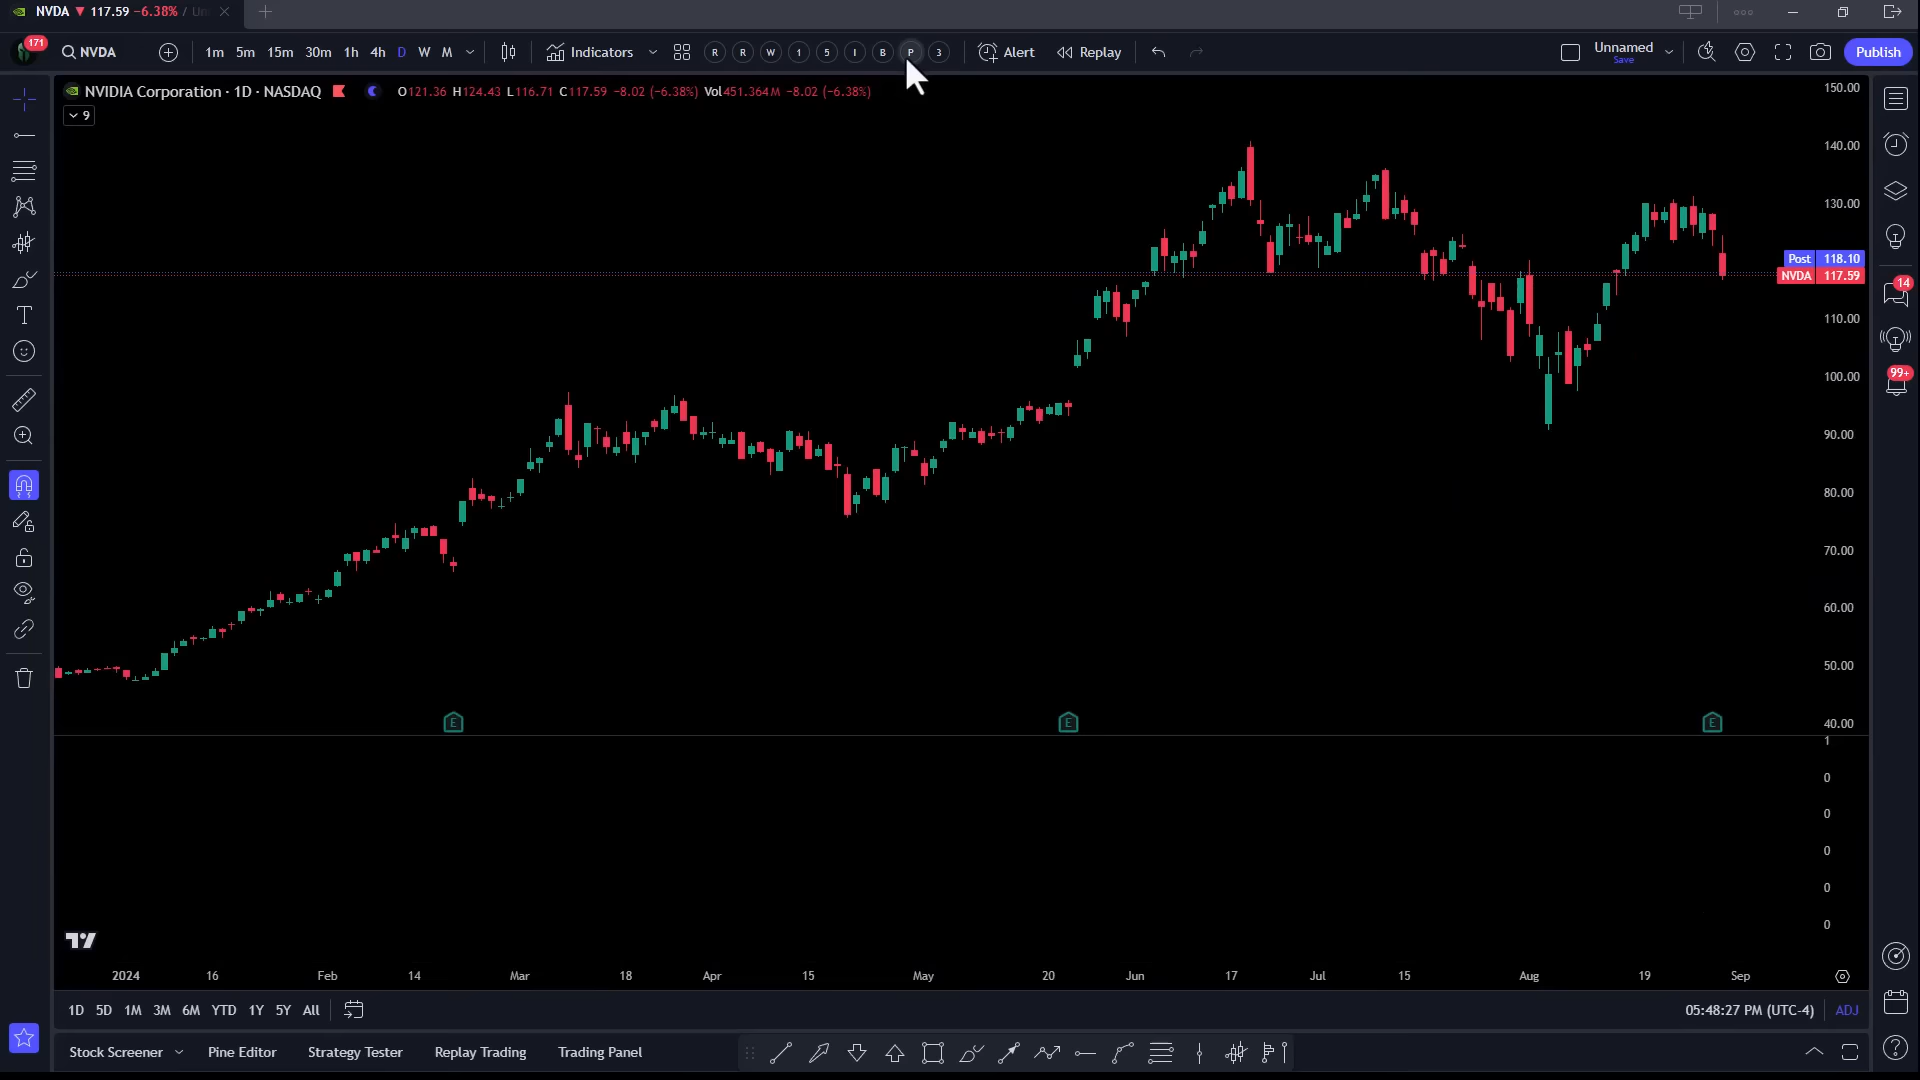 NVDA ▼ 117.59 −6.38% / Un
171
NVDA 1m 5m 15m 30m 1h 4h D W M Indicators R R W 1 5 I B P 3 Alert Replay Unnamed Publish
Save
NVIDIA Corporation · 1D · NASDAQ O121.36 H124.43 L116.71 C117.59 −8.02 (−6.38%) Vol451.364M −8.02 (−6.38%)
9
150.00
140.00
130.00
Post 118.10
NVDA 117.59
110.00
100.00
90.00
80.00
70.00
60.00
50.00
40.00
14
99+
E E E
1
0
0
0
0
0
2024 16 Feb 14 Mar 18 Apr 15 May 20 Jun 17 Jul 15 Aug 19 Sep
1D 5D 1M 3M 6M YTD 1Y 5Y All 05:48:27 PM (UTC-4) ADJ
Stock Screener Pine Editor Strategy Tester Replay Trading Trading Panel